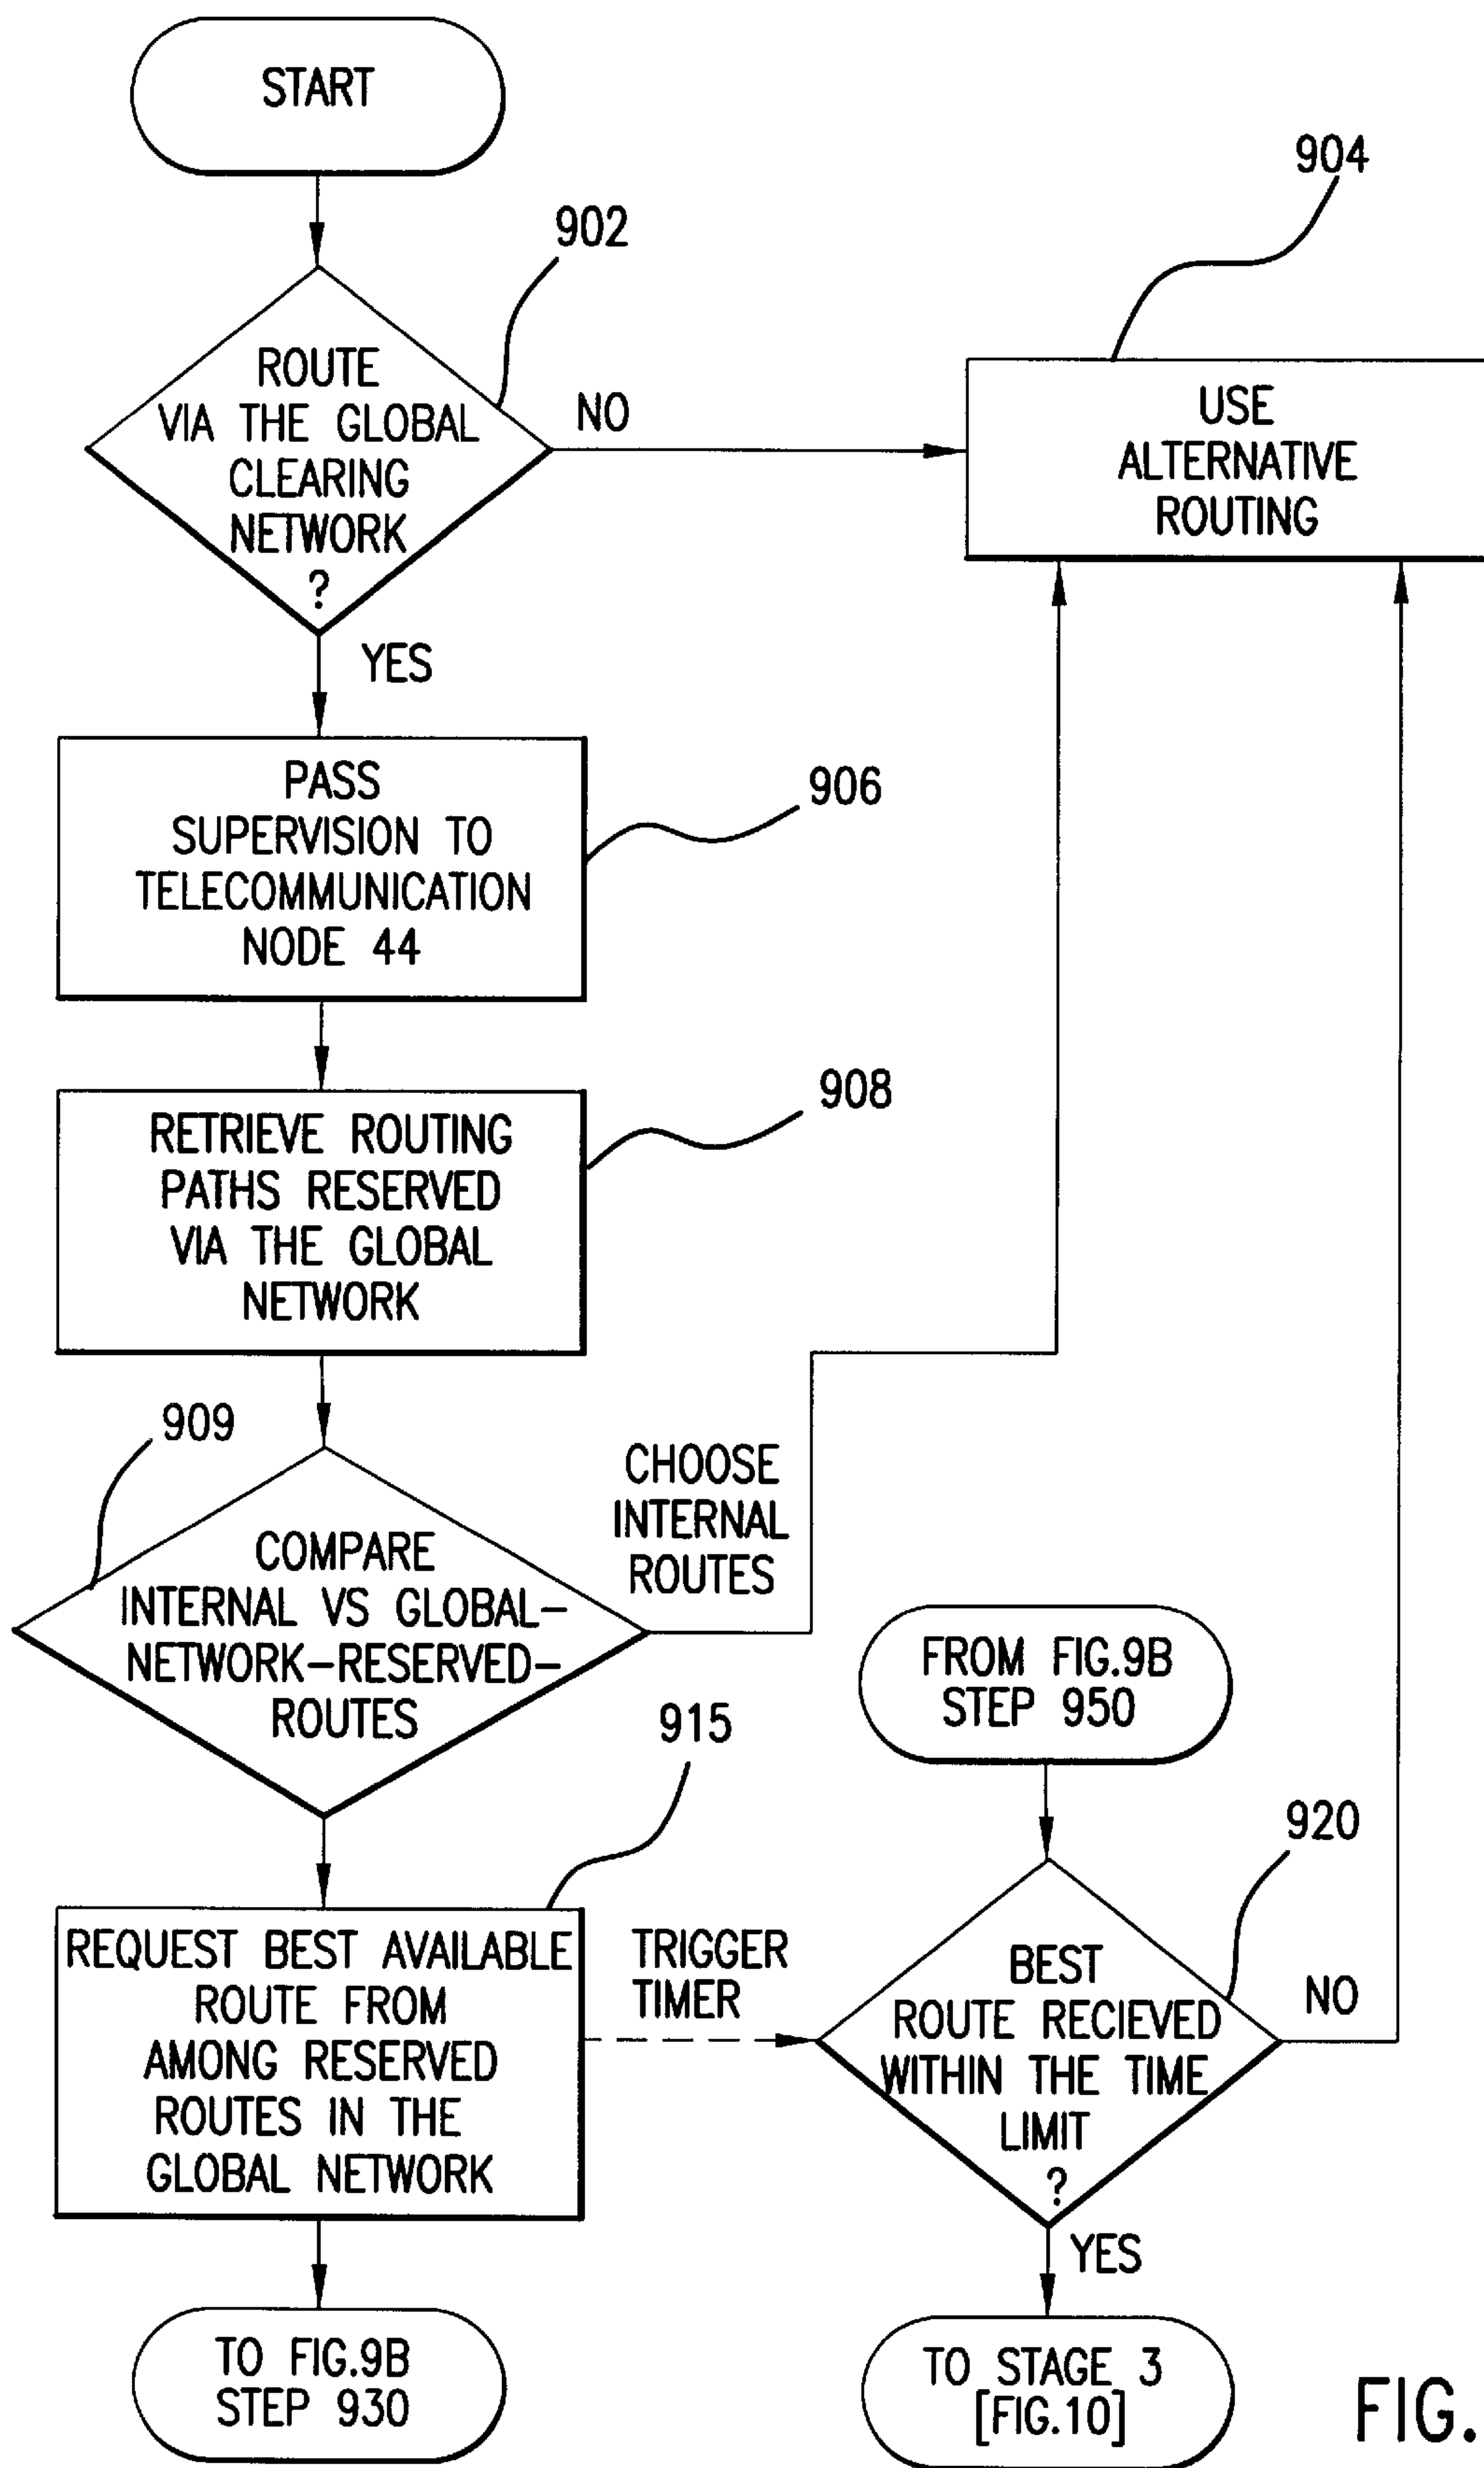 START
902
904
ROUTE
VIA THE GLOBAL
CLEARING
NETWORK
?
NO
USE
ALTERNATIVE
ROUTING
YES
PASS
SUPERVISION TO
TELECOMMUNICATION
NODE 44
906
RETRIEVE ROUTING
PATHS RESERVED
VIA THE GLOBAL
NETWORK
908
909
COMPARE
INTERNAL VS GLOBAL-
NETWORK-RESERVED-
ROUTES
CHOOSE
INTERNAL
ROUTES
915
REQUEST BEST AVAILABLE
ROUTE FROM
AMONG RESERVED
ROUTES IN THE
GLOBAL NETWORK
TRIGGER
TIMER
FROM FIG.9B
STEP 950
920
BEST
ROUTE RECIEVED
WITHIN THE TIME
LIMIT
?
NO
YES
TO FIG.9B
STEP 930
TO STAGE 3
[FIG.10]
FIG.